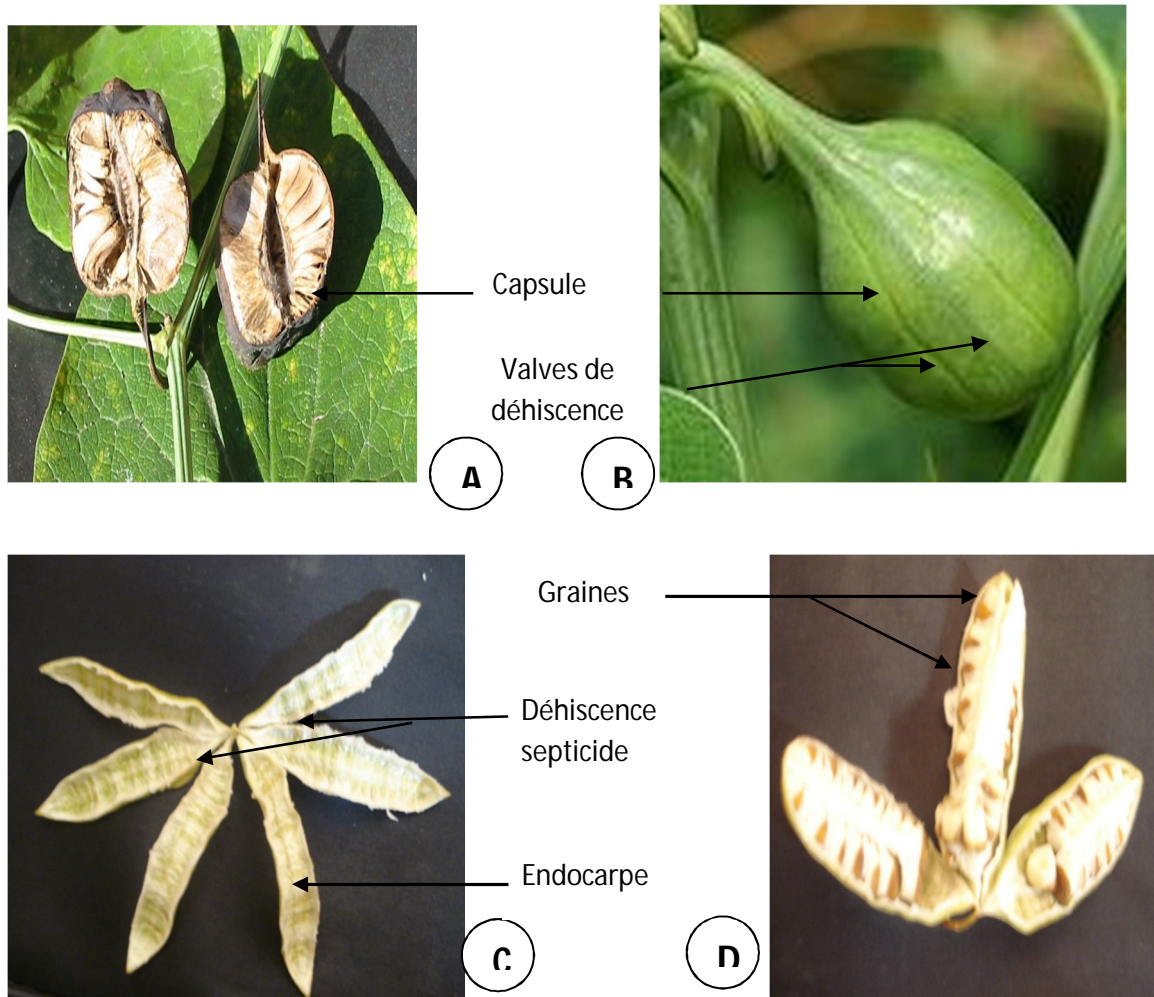 Capsule
Valves de
déhiscence
A
B
Graines
Déhiscence
septicide
Endocarpe
C
D